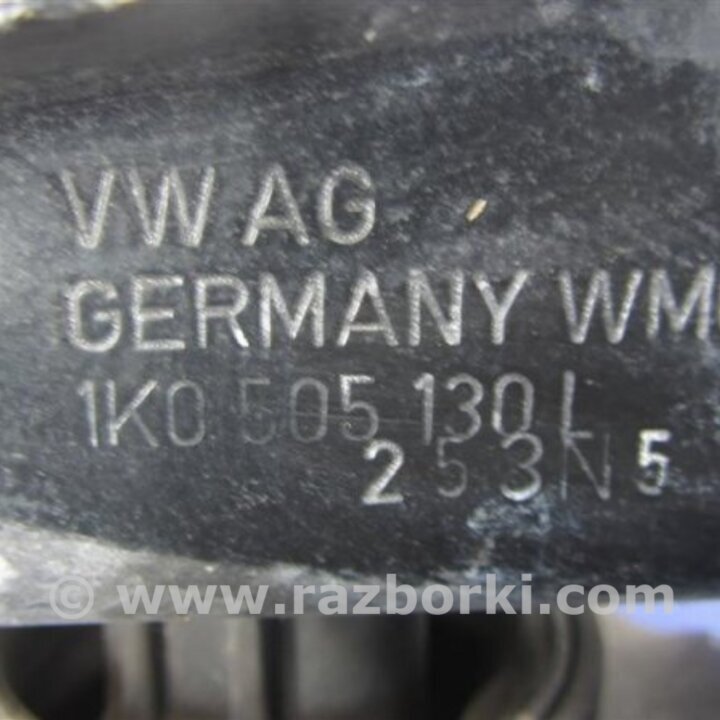 VW AG
GERMANY WM
1K0 505 130 L
2 5 3 N 5
© www.razborki.com